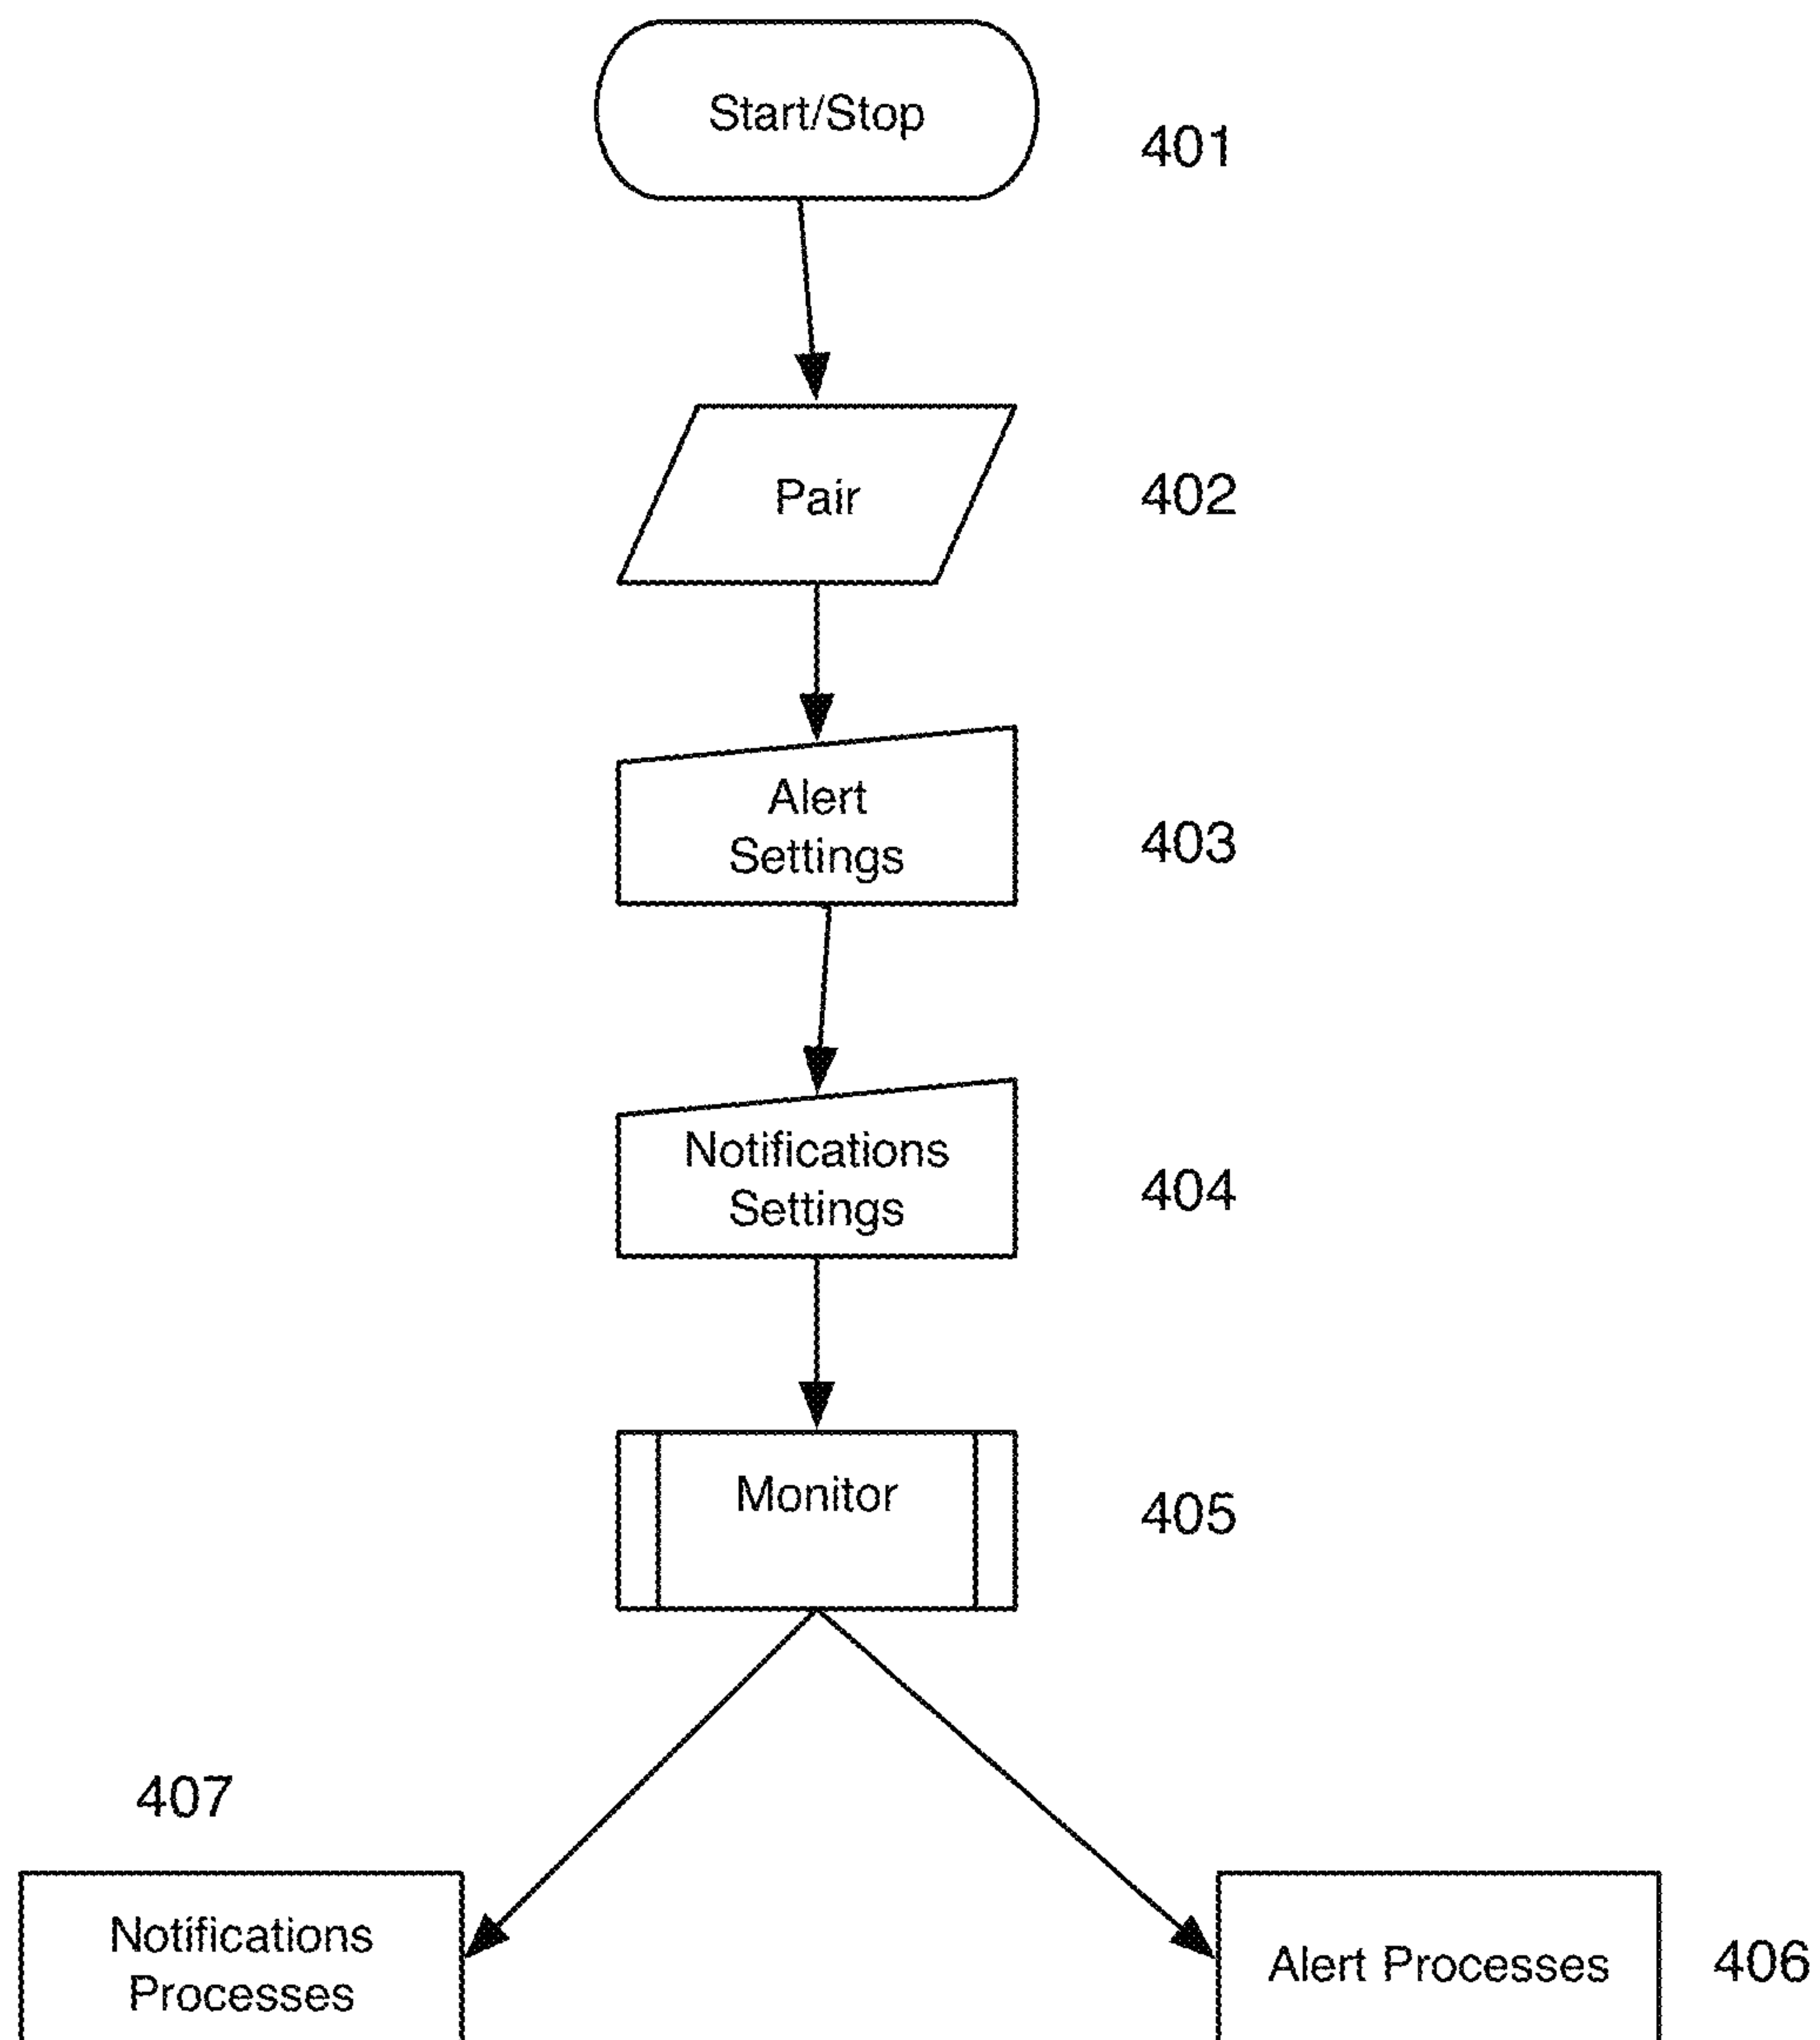 Start/Stop
401
Pair
402
Alert
Settings
403
Notifications
Settings
404
Monitor
405
407
Notifications
Processes
Alert Processes
406